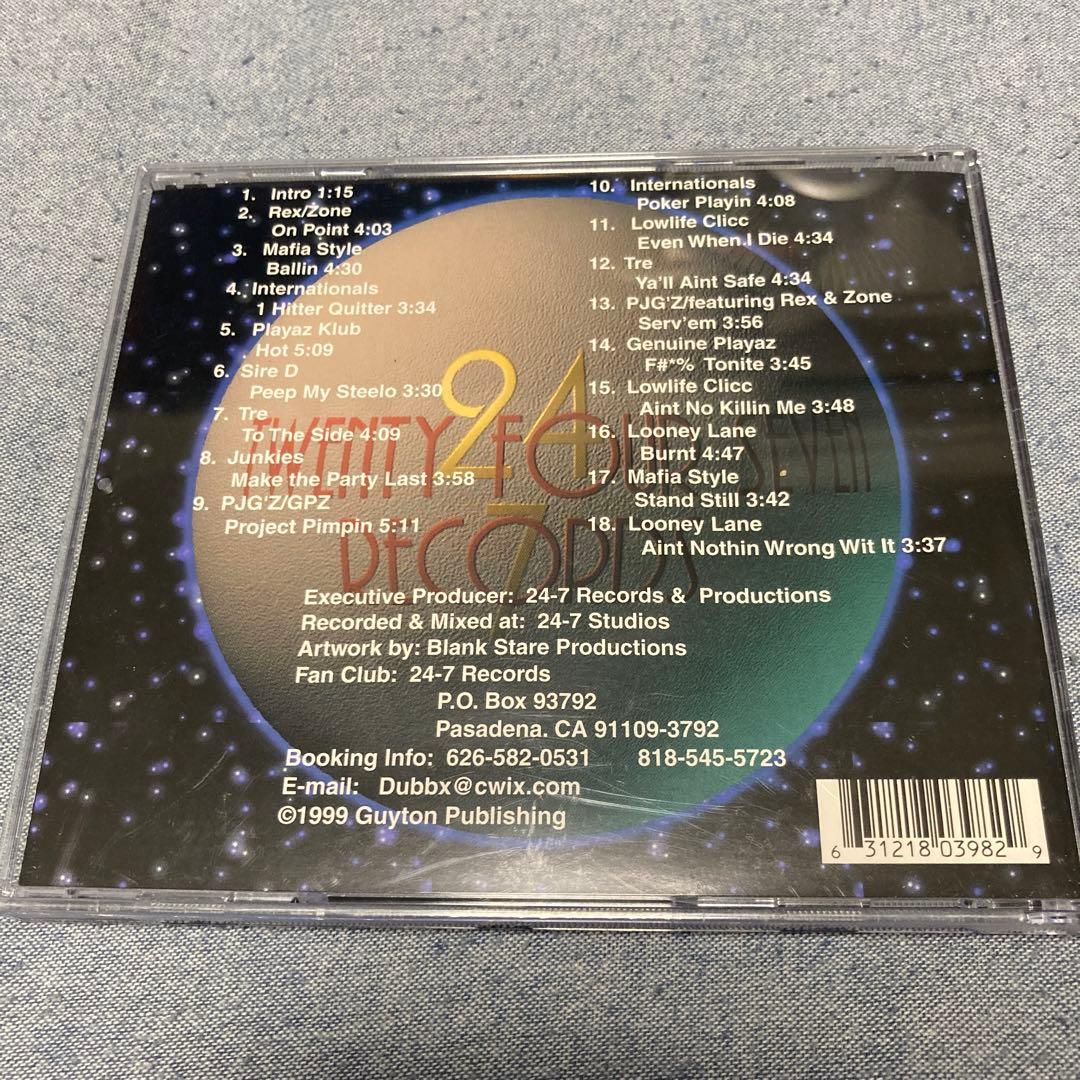 1. Intro 1:15
2. Rex/Zone
On Point 4:03
3. Mafia Style
Ballin 4:30
4. Internationals
1 Hitter Quitter 3:34
5. Playaz Klub
Hot 5:09
6. Sire D
Peep My Steelo 3:30
7. Tre
To The Side 4:09
8. Junkies
Make the Party Last 3:58
9. PJG'Z/GPZ
Project Pimpin 5:11
10. Internationals
Poker Playin 4:08
11. Lowlife Clicc
Even When I Die 4:34
12. Tre
Ya'll Aint Safe 4:34
13. PJG'Z/featuring Rex & Zone
Serv'em 3:56
14. Genuine Playaz
F#*% Tonite 3:45
15. Lowlife Clicc
Aint No Killin Me 3:48
16. Looney Lane
Burnt 4:47
17. Mafia Style
Stand Still 3:42
18. Looney Lane
Aint Nothin Wrong Wit It 3:37
24
TWENTY FOUR SEVEN
7
RECORDS
Executive Producer: 24-7 Records & Productions
Recorded & Mixed at: 24-7 Studios
Artwork by: Blank Stare Productions
Fan Club: 24-7 Records
P.O. Box 93792
Pasadena. CA 91109-3792
Booking Info: 626-582-0531 818-545-5723
E-mail: Dubbx@cwix.com
©1999 Guyton Publishing
6 31218 03982 9